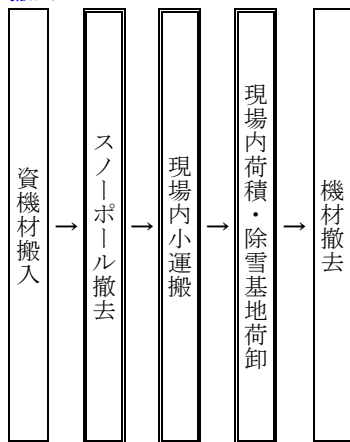 資機材搬入
→
スノーポール撤去
→
現場内小運搬
→
現場内荷積・除雪基地荷卸
→
機材撤去